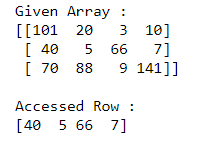 Given Array :
[[101  20   3  10]
 [ 40   5  66   7]
 [ 70  88   9 141]]
Accessed Row :
[40  5 66  7]